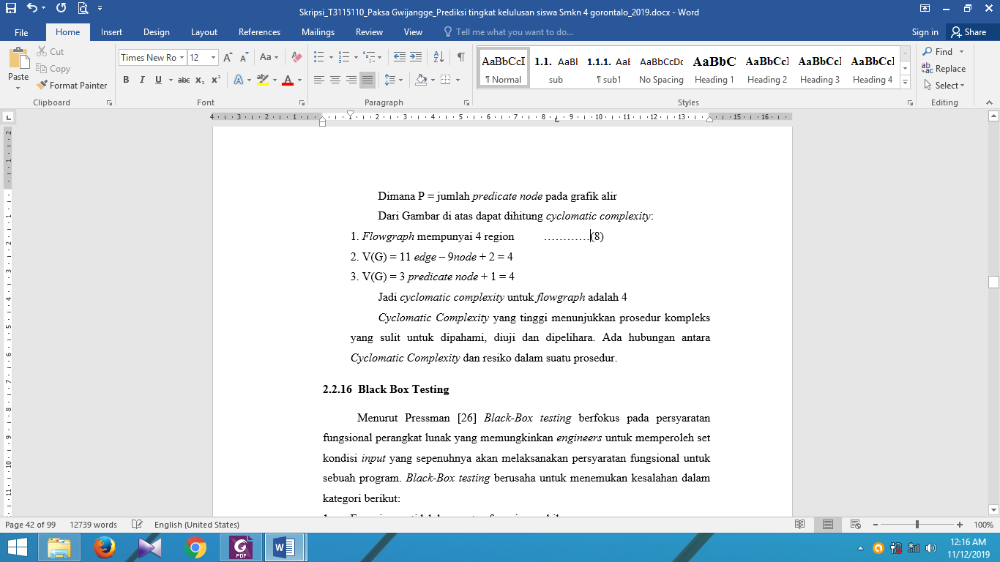 Skripsi_T3115110_Paksa Gwijangge_Prediksi tingkat kelulusan siswa Smkn 4 gorontalo_2019.docx - Word
File Home Insert Design Layout References Mailings Review View Tell me what you want to do... Sign in Share
Paste
Cut
Copy
Format Painter
Clipboard
Times New Ro 12
Font
Paragraph
AaBbCcI 1.1. AaBb 1.1.1. AaBb AaBbCcDc AaBbC AaBbCcI AaBbCcI AaBbCcI
¶ Normal sub ¶ sub1 No Spacing Heading 1 Heading 2 Heading 3 Heading 4
Styles
Find
Replace
Select
Editing
Dimana P = jumlah predicate node pada grafik alir
Dari Gambar di atas dapat dihitung cyclomatic complexity:
1. Flowgraph mempunyai 4 region …………(8)
2. V(G) = 11 edge – 9node + 2 = 4
3. V(G) = 3 predicate node + 1 = 4
Jadi cyclomatic complexity untuk flowgraph adalah 4
Cyclomatic Complexity yang tinggi menunjukkan prosedur kompleks
yang sulit untuk dipahami, diuji dan dipelihara. Ada hubungan antara
Cyclomatic Complexity dan resiko dalam suatu prosedur.
2.2.16 Black Box Testing
Menurut Pressman [26] Black-Box testing berfokus pada persyaratan
fungsional perangkat lunak yang memungkinkan engineers untuk memperoleh set
kondisi input yang sepenuhnya akan melaksanakan persyaratan fungsional untuk
sebuah program. Black-Box testing berusaha untuk menemukan kesalahan dalam
kategori berikut:
Page 42 of 99 12739 words English (United States) 100%
12:16 AM
11/12/2019